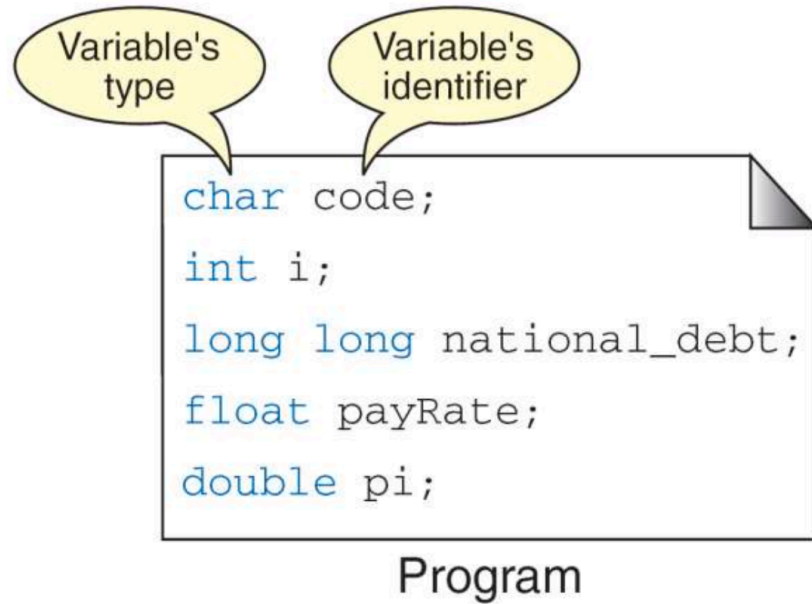 Variable's
type
Variable's
identifier
char code;
int i;
long long national_debt;
float payRate;
double pi;
Program